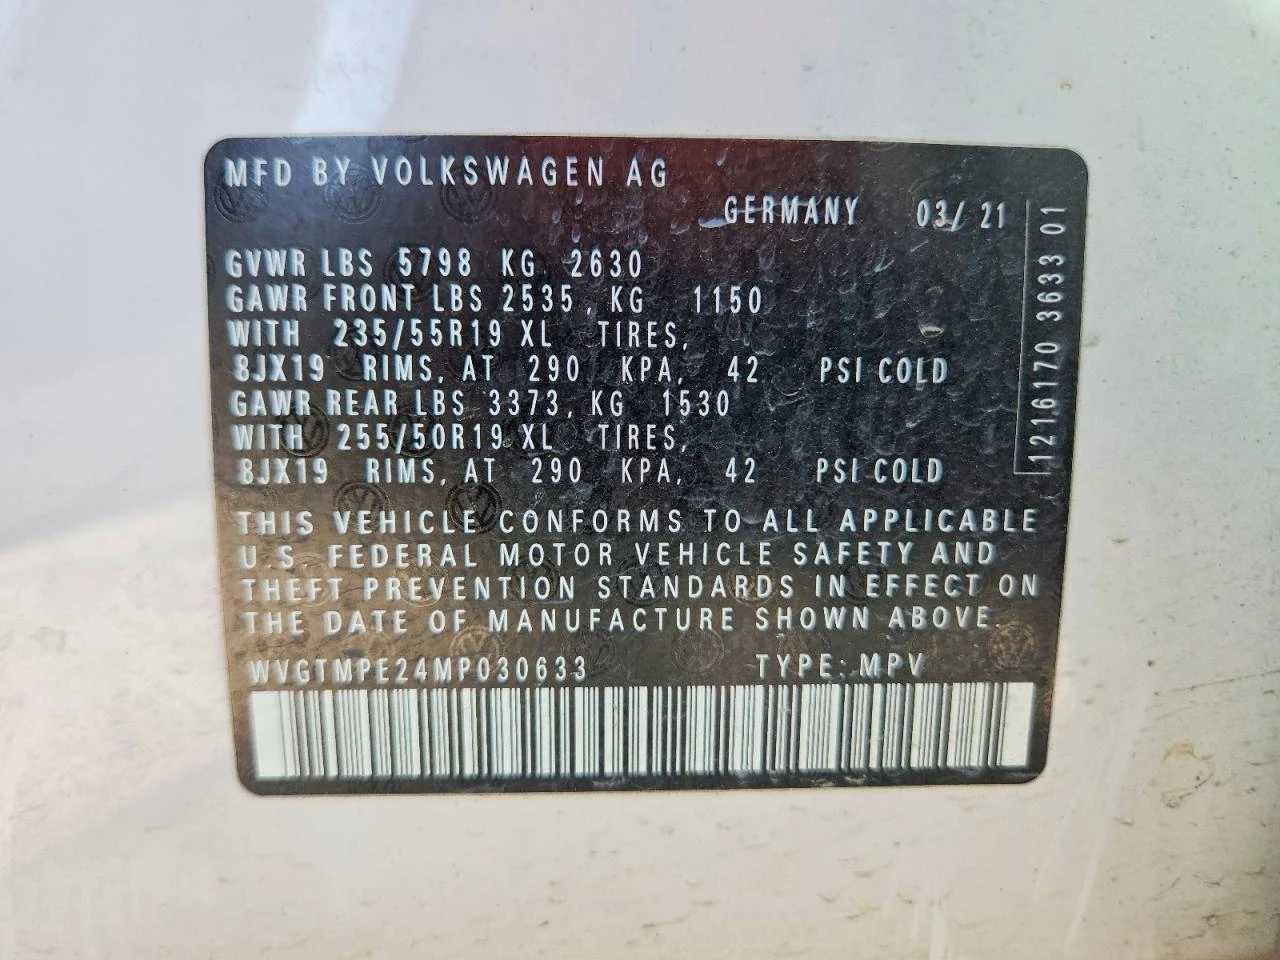 MFD BY VOLKSWAGEN AG
GERMANY 03/ 21
GVWR LBS 5798 KG 2630
GAWR FRONT LBS 2535, KG 1150
WITH 235/55R19 XL TIRES,
8JX19 RIMS, AT 290 KPA, 42 PSI COLD
GAWR REAR LBS 3373, KG 1530
WITH 255/50R19 XL TIRES,
8JX19 RIMS, AT 290 KPA, 42 PSI COLD
THIS VEHICLE CONFORMS TO ALL APPLICABLE
U.S. FEDERAL MOTOR VEHICLE SAFETY AND
THEFT PREVENTION STANDARDS IN EFFECT ON
THE DATE OF MANUFACTURE SHOWN ABOVE.
WVGTMPE24MP030633 TYPE: MPV
1216170 3633 01